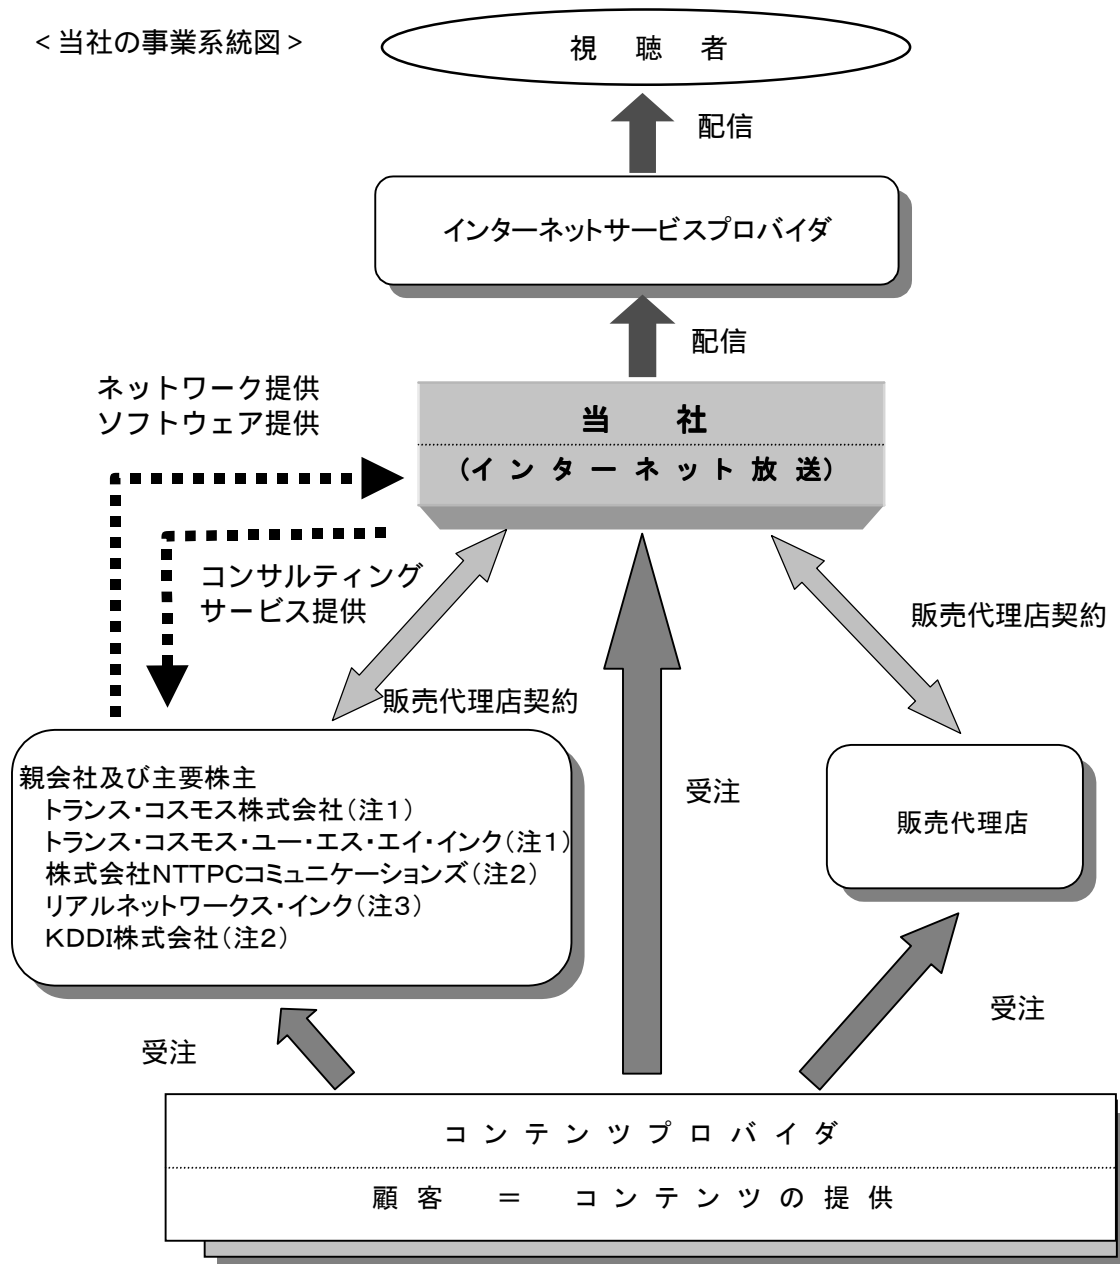 <当社の事業系統図>
視 聴 者
配信
インターネットサービスプロバイダ
配信
ネットワーク提供
ソフトウェア提供
当 社
(インターネット放送)
コンサルティング
サービス提供
販売代理店契約
販売代理店契約
親会社及び主要株主
トランス・コスモス株式会社(注1)
トランス・コスモス・ユー・エス・エイ・インク(注1)
株式会社NTTPCコミュニケーションズ(注2)
リアルネットワークス・インク(注3)
KDDI株式会社(注2)
受注
販売代理店
受注
受注
コンテンツプロバイダ
顧客 = コンテンツの提供